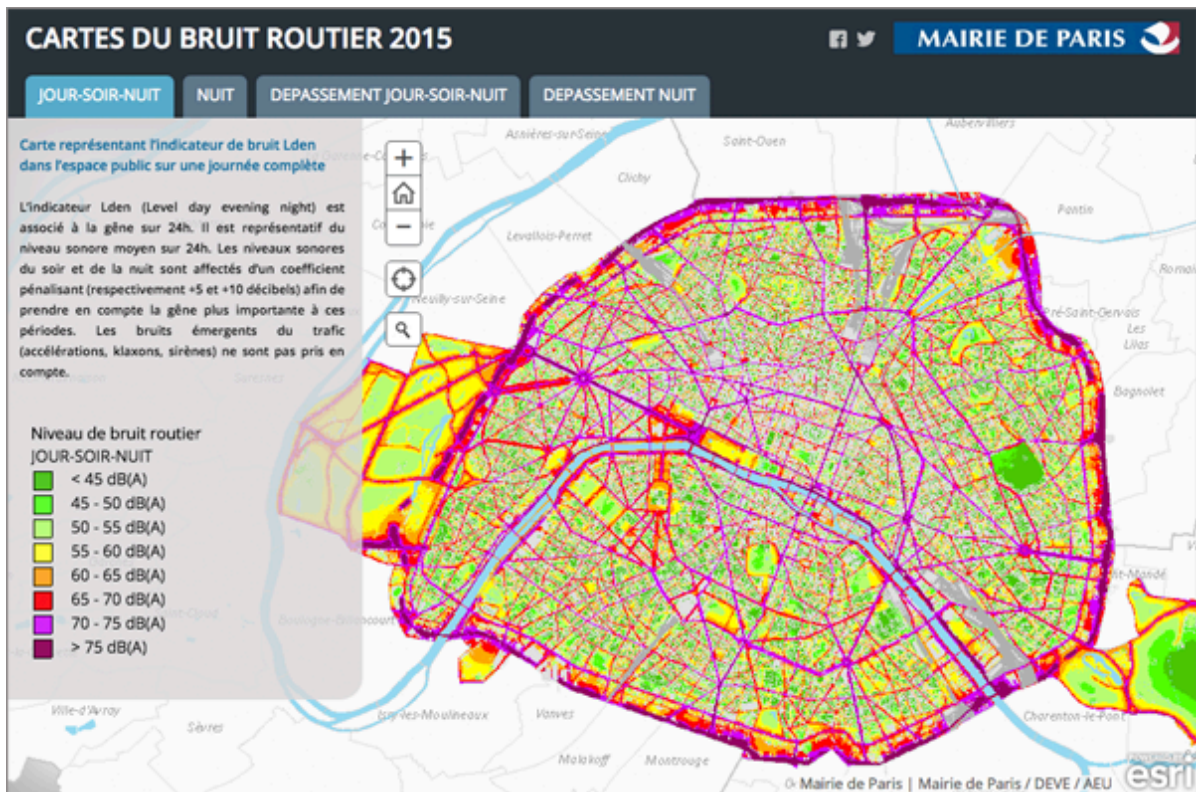 CARTES DU BRUIT ROUTIER 2015
MAIRIE DE PARIS
JOUR-SOIR-NUIT
NUIT
DEPASSEMENT JOUR-SOIR-NUIT
DEPASSEMENT NUIT
Carte représentant l'indicateur de bruit Lden
dans l'espace public sur une journée complète
L'indicateur Lden (Level day evening night) est
associé à la gêne sur 24h. Il est représentatif du
niveau sonore moyen sur 24h. Les niveaux sonores
du soir et de la nuit sont affectés d'un coefficient
pénalisant (respectivement +5 et +10 décibels) afin de
prendre en compte la gêne plus importante à ces
périodes. Les bruits émergents du trafic
(accélérations, klaxons, sirènes) ne sont pas pris en
compte.
Niveau de bruit routier
JOUR-SOIR-NUIT
< 45 dB(A)
45 - 50 dB(A)
50 - 55 dB(A)
55 - 60 dB(A)
60 - 65 dB(A)
65 - 70 dB(A)
70 - 75 dB(A)
> 75 dB(A)
Asnières-sur-Seine
Saint-Ouen
Aubervilliers
Clichy
Levallois-Perret
Pantin
Neuilly-sur-Seine
Les
Lilas
Bagnolet
Suresnes
Ville-d'Avray
Sèvres
Issy-les-Moulineaux
Vanves
Malakoff
Montrouge
Charenton-le-Pont
Mairie de Paris | Mairie de Paris / DEVE / AEU
esri